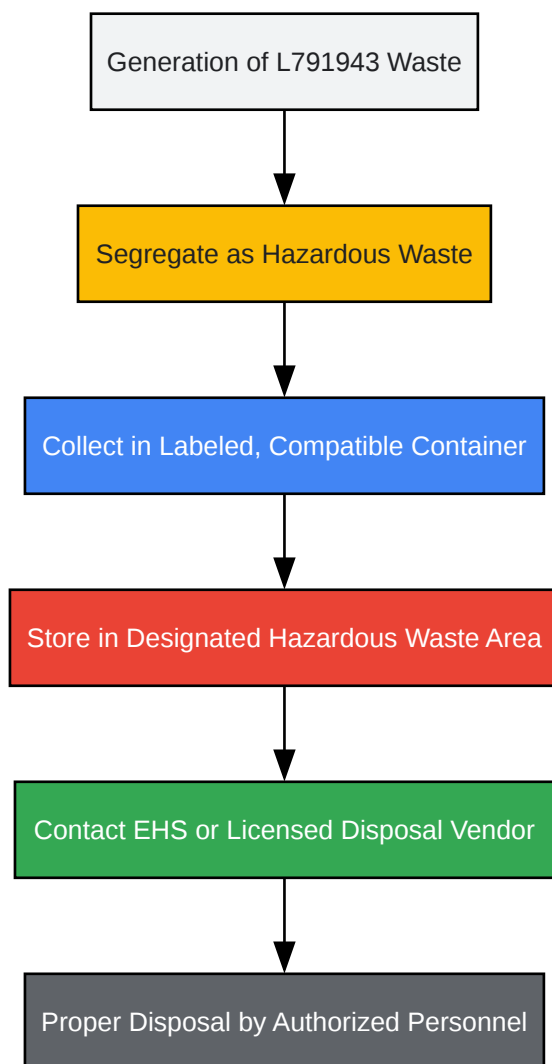 Generation of L791943 Waste
Segregate as Hazardous Waste
Collect in Labeled, Compatible Container
Store in Designated Hazardous Waste Area
Contact EHS or Licensed Disposal Vendor
Proper Disposal by Authorized Personnel